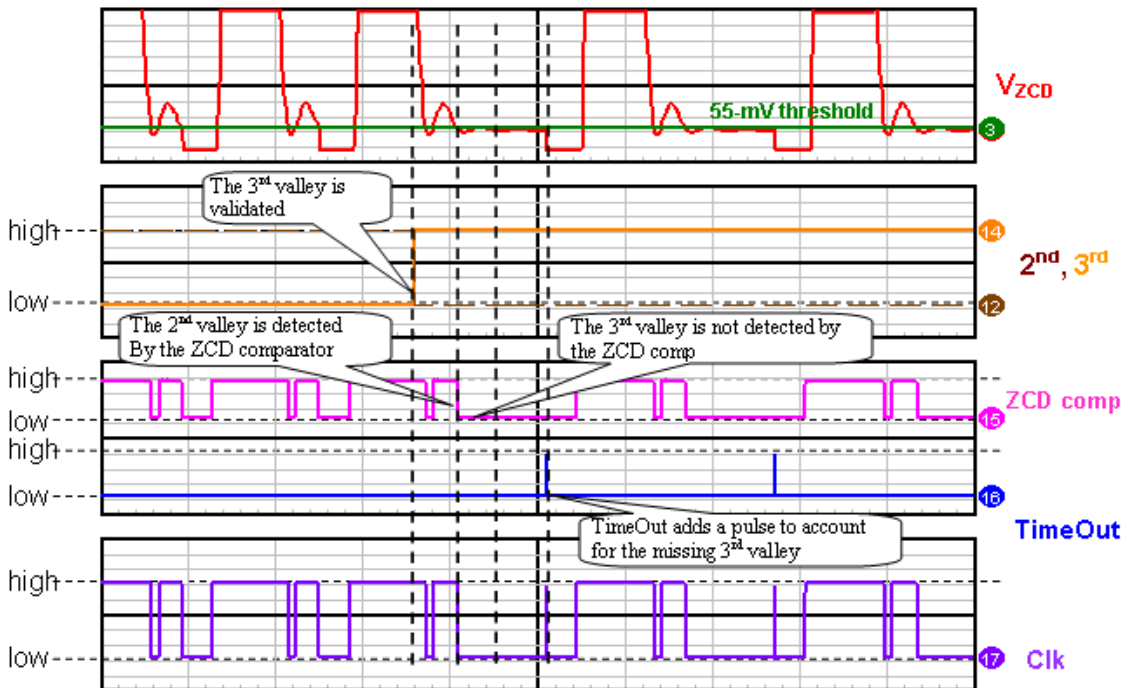 V_ZCD
55-mV threshold
3
The 3rd valley is
validated
high
14
2nd, 3rd
low
12
The 2nd valley is detected
By the ZCD comparator
The 3rd valley is not detected by
the ZCD comp
high
ZCD comp
low
15
high
low
16
TimeOut adds a pulse to account
for the missing 3rd valley
TimeOut
high
low
17
Clk